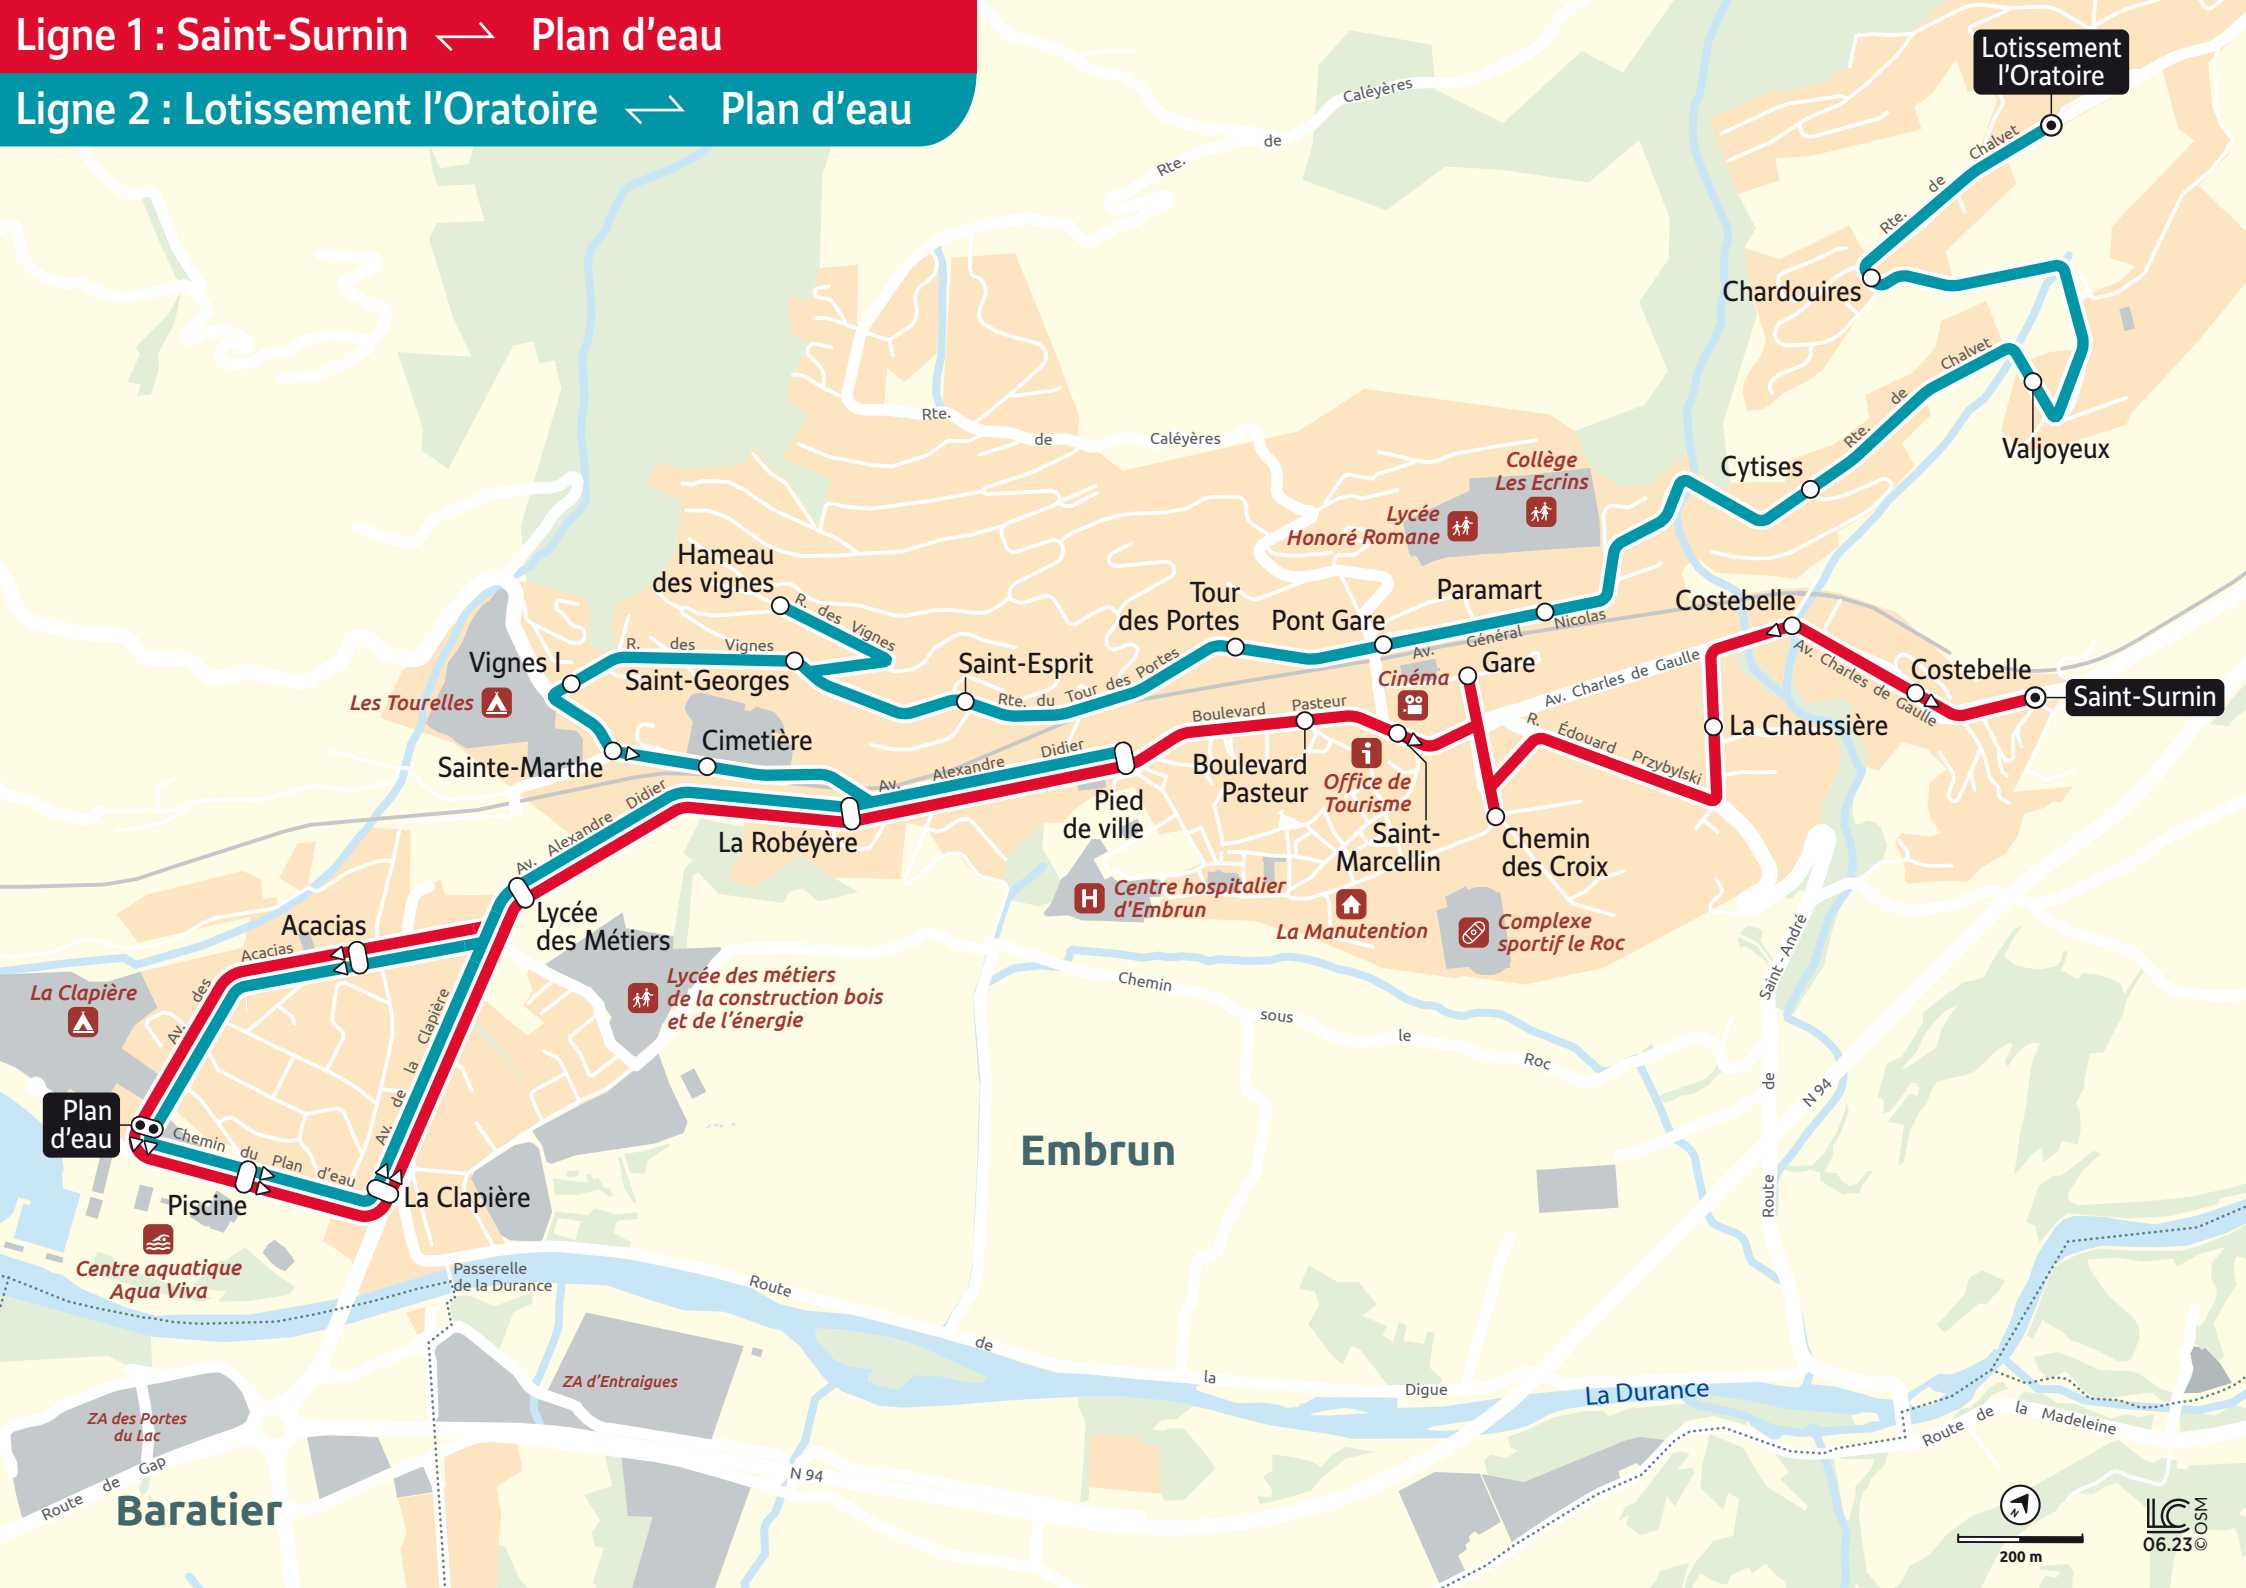 Ligne 1 : Saint-Surnin ⇌ Plan d'eau
Ligne 2 : Lotissement l'Oratoire ⇌ Plan d'eau
Lotissement
l'Oratoire
Rte. de Chalvet
Chardouires
Rte. de Caléyères
Rte. de Caléyères
Rte. de Chalvet
Valjoyeux
Cytises
Collège
Les Ecrins
Lycée
Honoré Romane
Hameau
des vignes
R. des Vignes
R. des Vignes
Vignes I
Saint-Georges
Les Tourelles
Saint-Esprit
Rte. du Tour des Portes
Tour
des Portes
Pont Gare
Paramart
Av. Général Nicolas
Costebelle
Av. Charles de Gaulle
Av. Charles de Gaulle
Costebelle
Saint-Surnin
La Chaussière
Gare
Cinéma
R. Édouard Przybylski
Boulevard Pasteur
Boulevard
Pasteur
Office de
Tourisme
Saint-
Marcellin
Chemin
des Croix
Sainte-Marthe
Cimetière
Av. Alexandre Didier
Av. Alexandre Didier
La Robéyère
Pied
de ville
Centre hospitalier
d'Embrun
H
La Manutention
Complexe
sportif le Roc
Lycée
des Métiers
Lycée des métiers
de la construction bois
et de l'énergie
Acacias
Av. des Acacias
La Clapière
Av. de la Clapière
Plan
d'eau
Chemin du Plan d'eau
Piscine
La Clapière
Centre aquatique
Aqua Viva
Chemin sous le Roc
Route de Saint-André
N 94
Embrun
Passerelle
de la Durance
Route de la Digue
La Durance
Route de la Madeleine
ZA d'Entraigues
ZA des Portes
du Lac
Route de Gap
Baratier
N 94
N
200 m
LC
06.23
© OSM